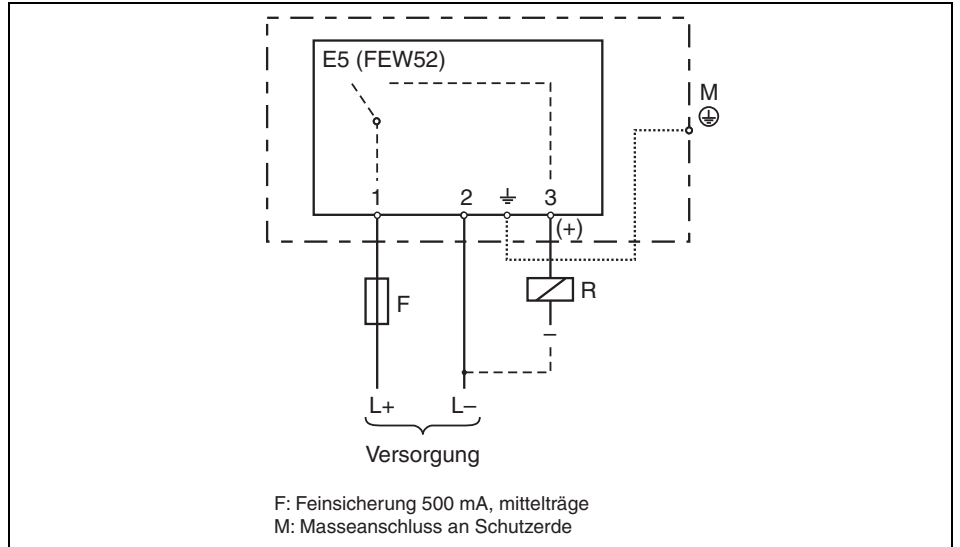 E5 (FEW52)
M
1 2 3
(+)
F
R
–
L+ L–
Versorgung
F: Feinsicherung 500 mA, mittelträge
M: Masseanschluss an Schutzerde